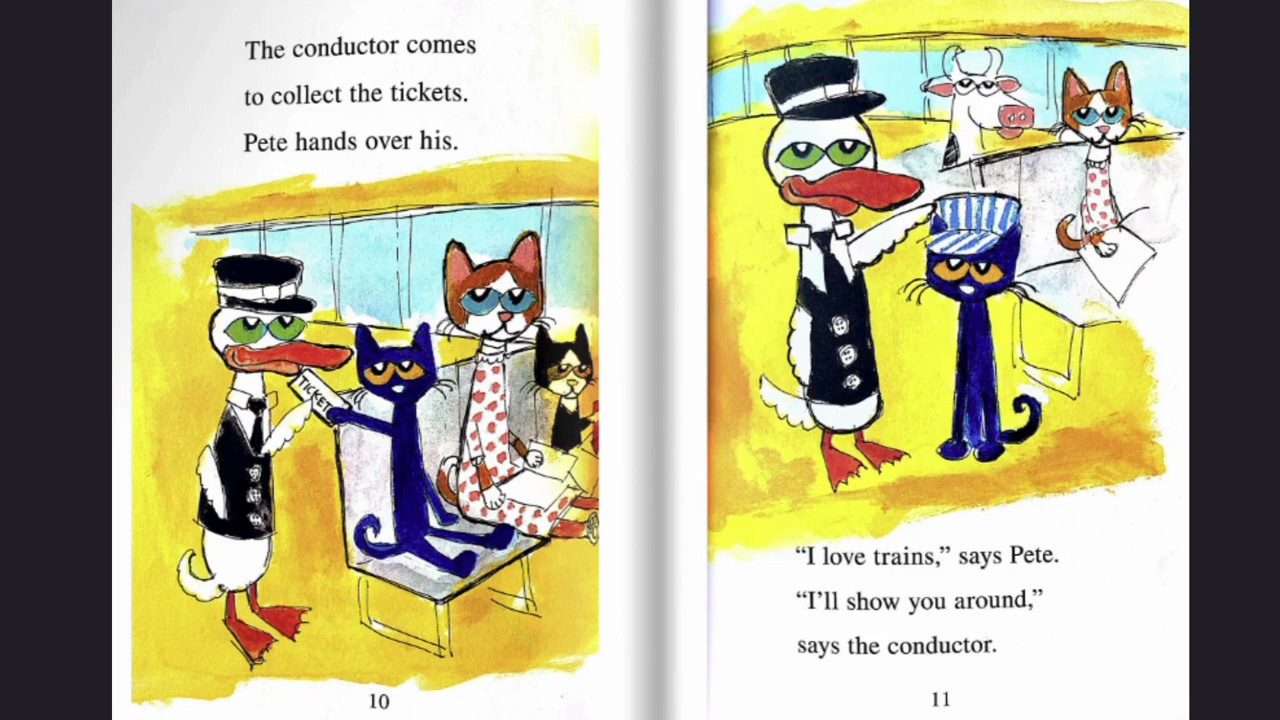 The conductor comes
to collect the tickets.
Pete hands over his.
TICKET
10
“I love trains,” says Pete.
“I’ll show you around,”
says the conductor.
11